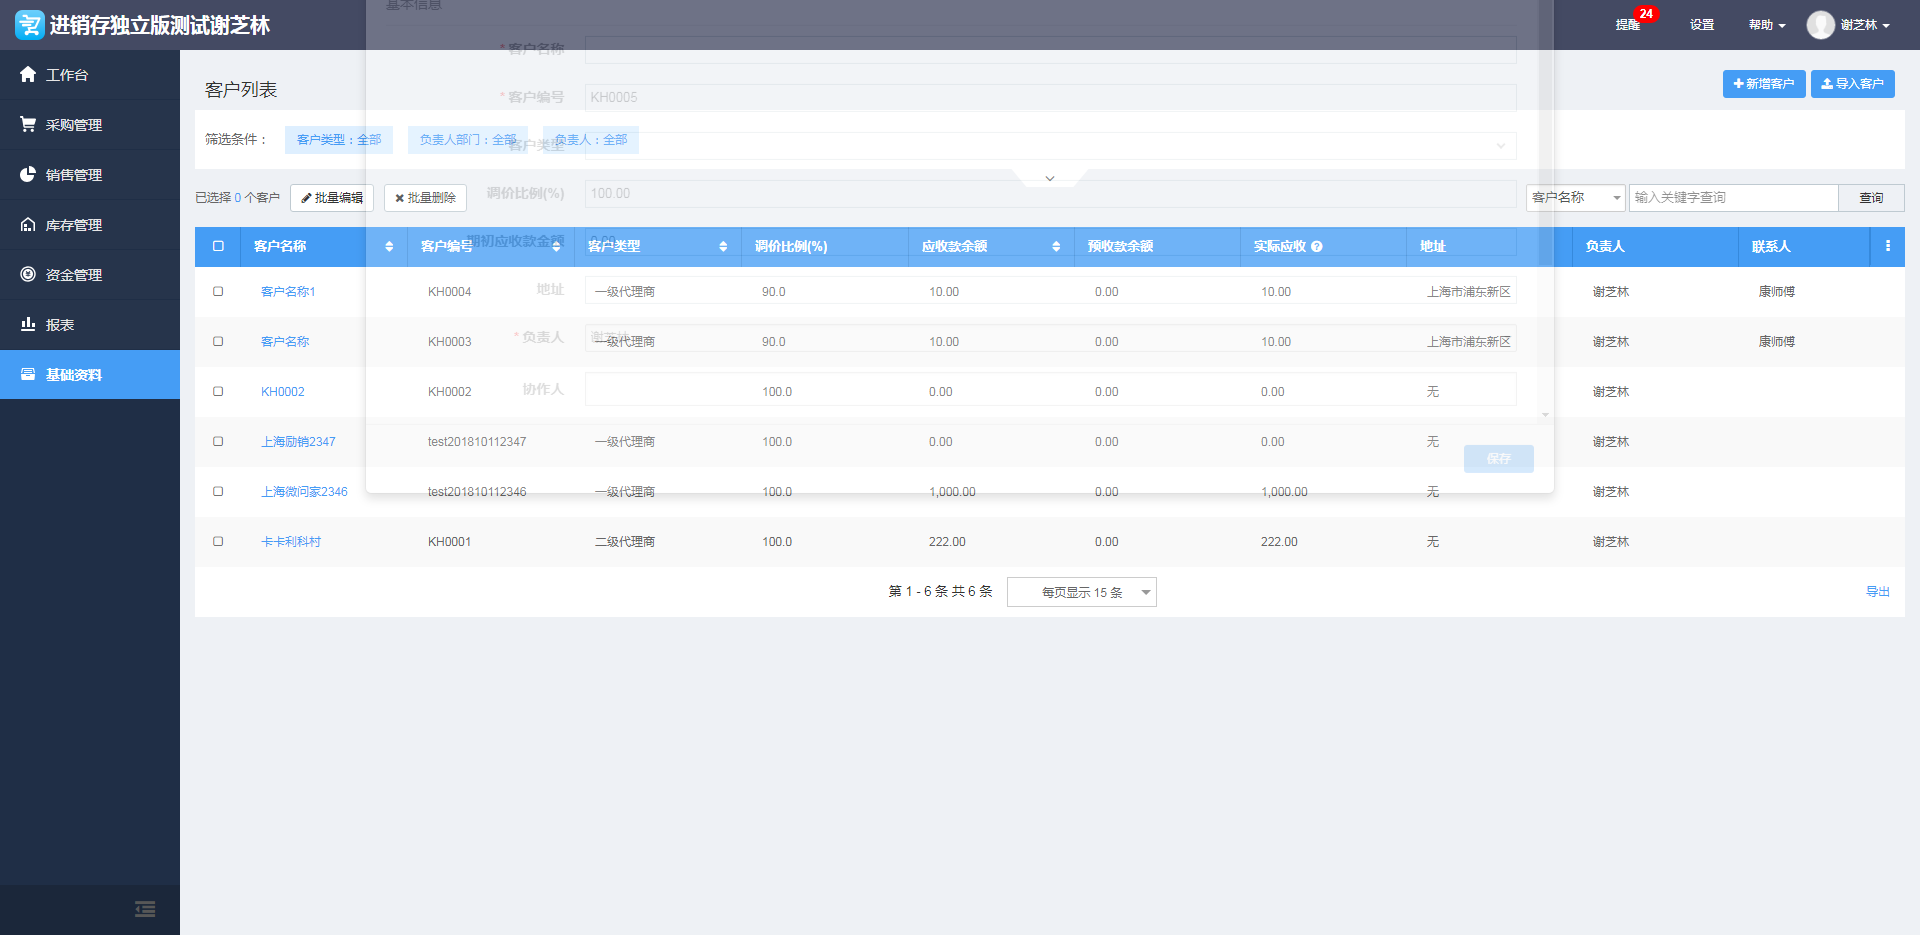 进销存独立版测试谢芝林
提醒 24 设置 帮助 谢芝林
工作台
采购管理
销售管理
库存管理
资金管理
报表
基础资料
基本信息
* 客户名称
* 客户编号 KH0005
客户类型
调价比例(%) 100.00
期初应收款金额 0.00
地址
* 负责人 谢芝林
协作人
保存
客户列表
新增客户 导入客户
筛选条件： 客户类型：全部 负责人部门：全部 负责人：全部
已选择 0 个客户 批量编辑 批量删除
客户名称 输入关键字查询 查询
客户名称 客户编号 客户类型 调价比例(%) 应收款余额 预收款余额 实际应收 地址 负责人 联系人
客户名称1 KH0004 一级代理商 90.0 10.00 0.00 10.00 上海市浦东新区 谢芝林 康师傅
客户名称 KH0003 一级代理商 90.0 10.00 0.00 10.00 上海市浦东新区 谢芝林 康师傅
KH0002 KH0002 100.0 0.00 0.00 0.00 无 谢芝林
上海励销2347 test201810112347 一级代理商 100.0 0.00 0.00 0.00 无 谢芝林
上海微问家2346 test201810112346 一级代理商 100.0 1,000.00 0.00 1,000.00 无 谢芝林
卡卡利科村 KH0001 二级代理商 100.0 222.00 0.00 222.00 无 谢芝林
第 1 - 6 条 共 6 条 每页显示 15 条 导出